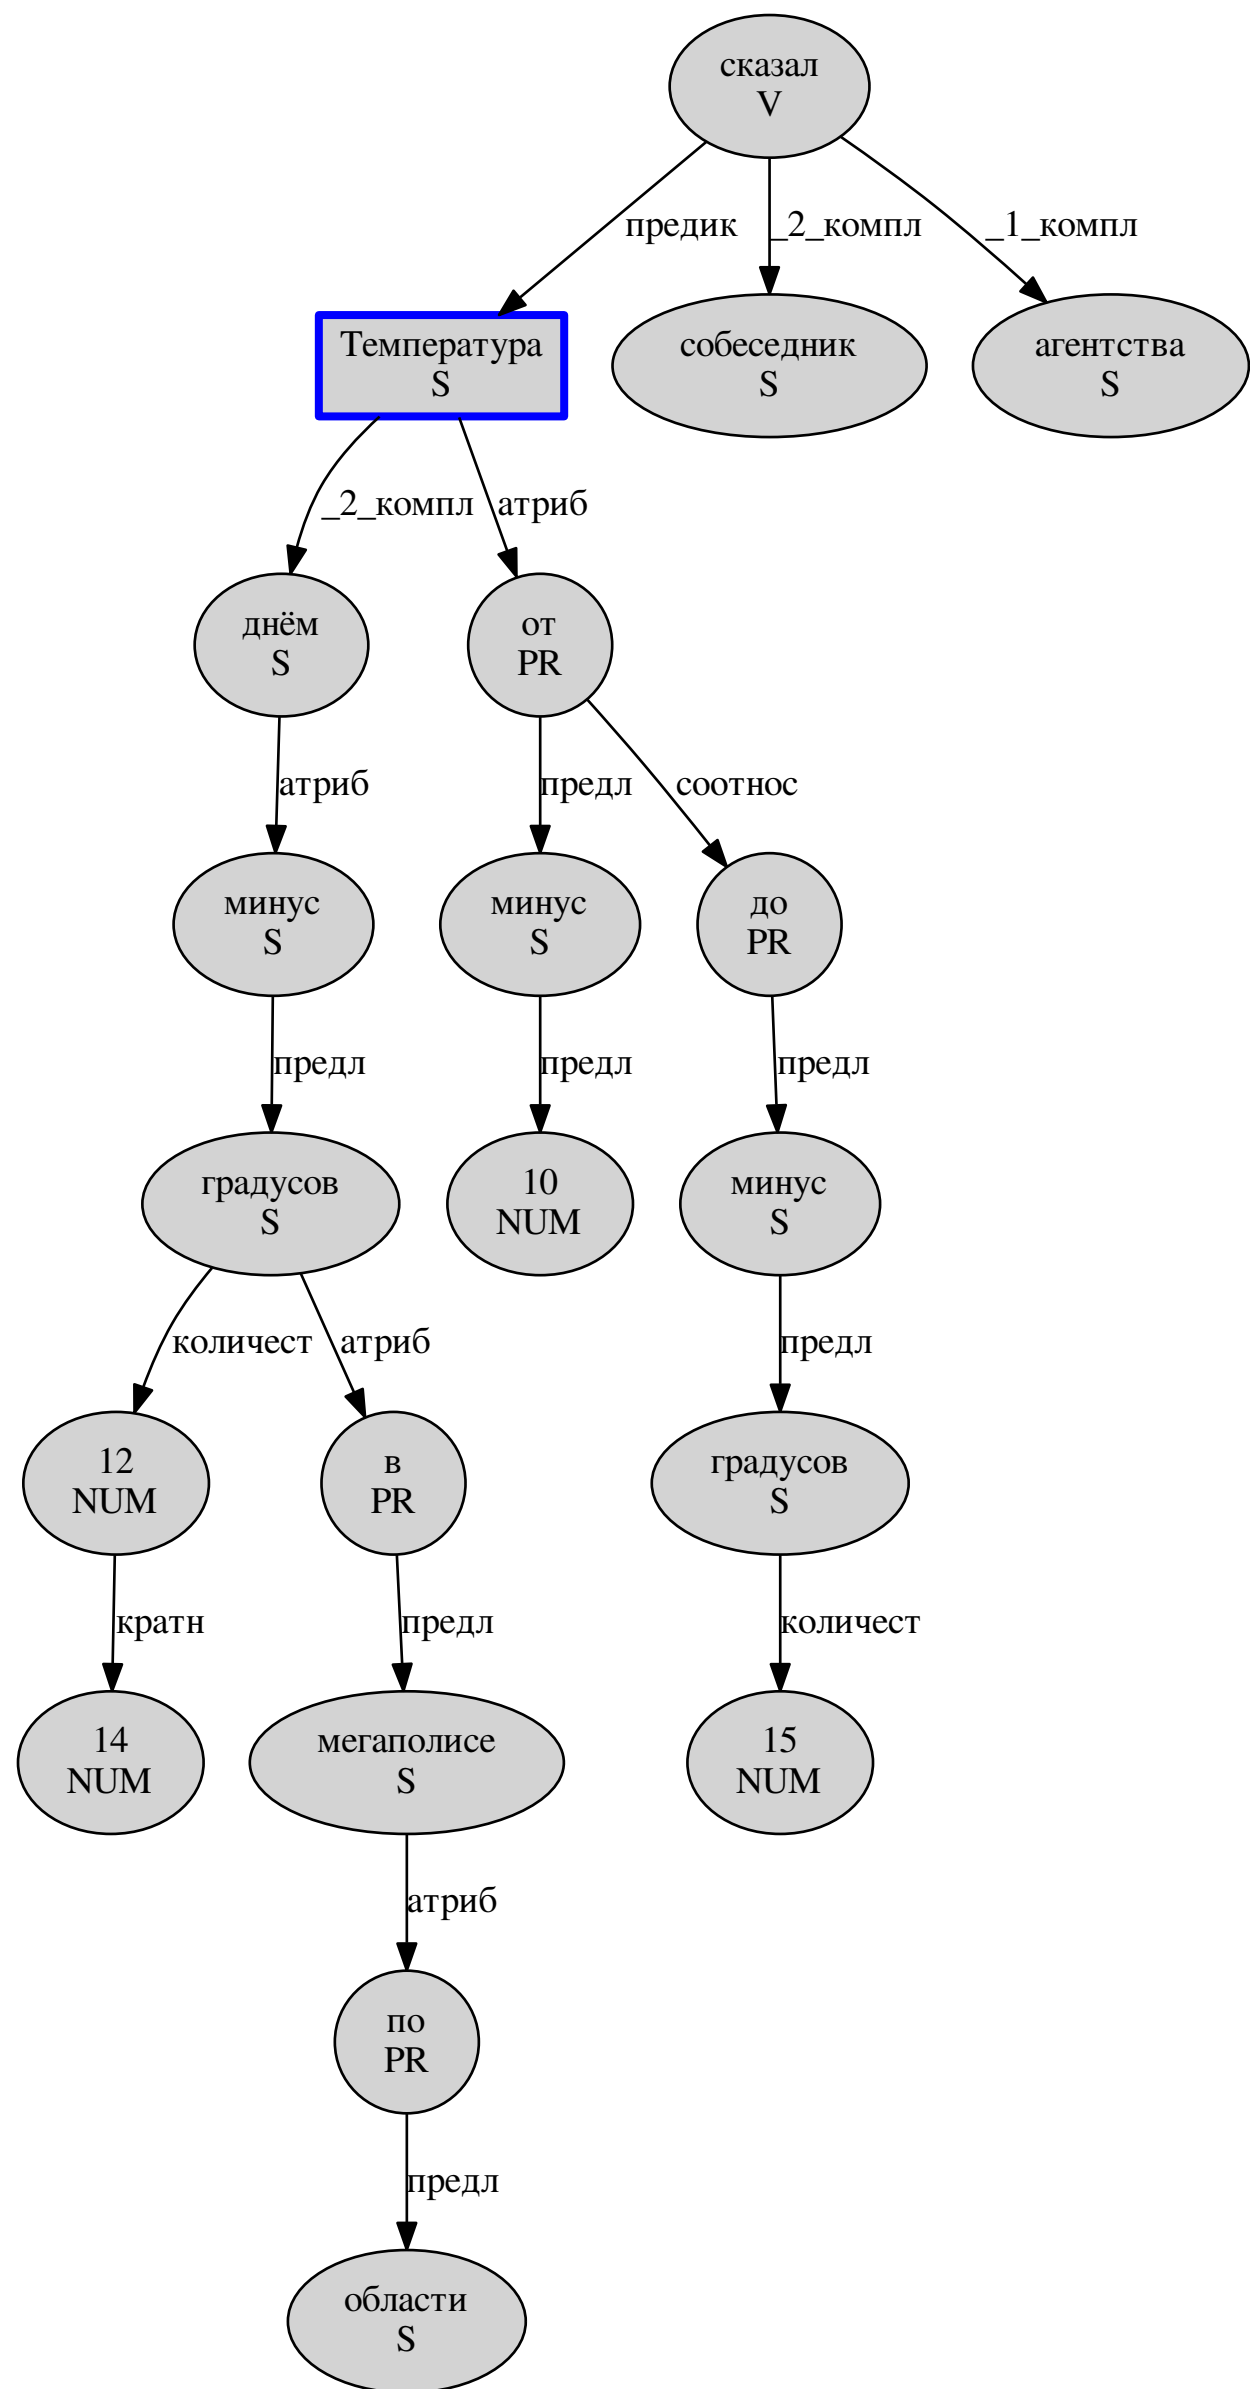 сказал
V
предик
_2_компл
_1_компл
Температура
S
собеседник
S
агентства
S
_2_компл
атриб
днём
S
от
PR
атриб
предл
соотнос
минус
S
минус
S
до
PR
предл
предл
предл
градусов
S
10
NUM
минус
S
количест
атриб
предл
12
NUM
в
PR
градусов
S
кратн
предл
количест
14
NUM
мегаполисе
S
15
NUM
атриб
по
PR
предл
области
S